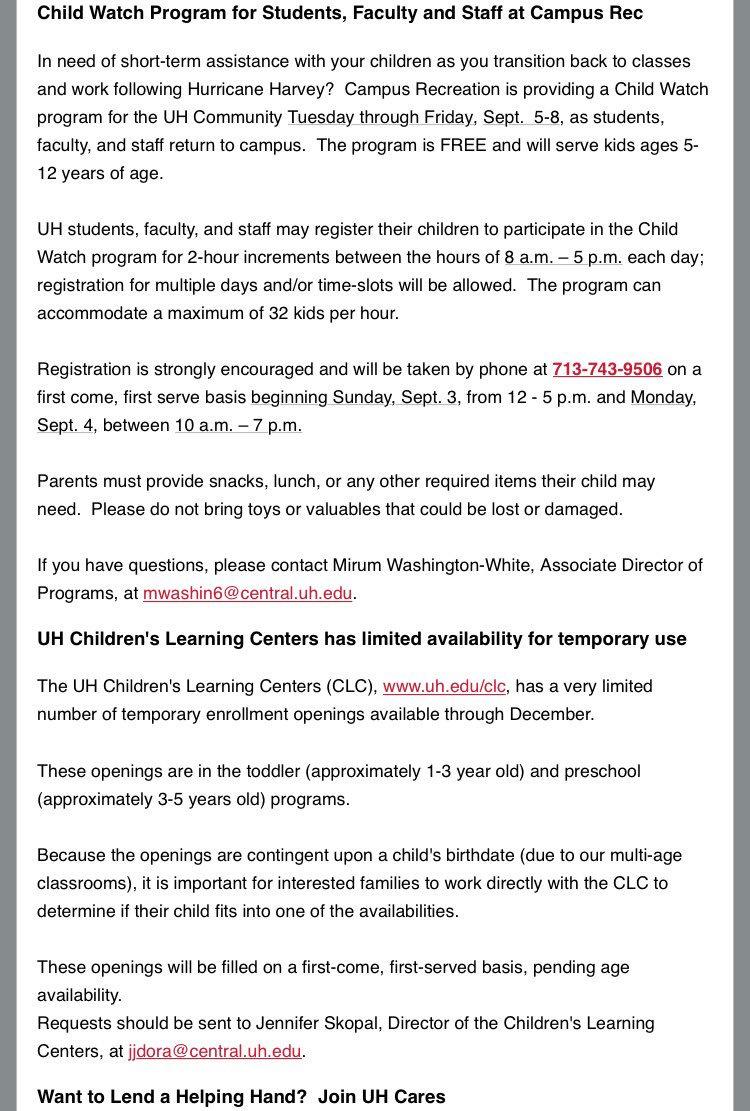 Child Watch Program for Students, Faculty and Staff at Campus Rec
In need of short-term assistance with your children as you transition back to classes
and work following Hurricane Harvey?  Campus Recreation is providing a Child Watch
program for the UH Community Tuesday through Friday, Sept.  5-8, as students,
faculty, and staff return to campus.  The program is FREE and will serve kids ages 5-
12 years of age.
UH students, faculty, and staff may register their children to participate in the Child
Watch program for 2-hour increments between the hours of 8 a.m. – 5 p.m. each day;
registration for multiple days and/or time-slots will be allowed.  The program can
accommodate a maximum of 32 kids per hour.
Registration is strongly encouraged and will be taken by phone at 713-743-9506 on a
first come, first serve basis beginning Sunday, Sept. 3, from 12 - 5 p.m. and Monday,
Sept. 4, between 10 a.m. – 7 p.m.
Parents must provide snacks, lunch, or any other required items their child may
need.  Please do not bring toys or valuables that could be lost or damaged.
If you have questions, please contact Mirum Washington-White, Associate Director of
Programs, at mwashin6@central.uh.edu.
UH Children's Learning Centers has limited availability for temporary use
The UH Children's Learning Centers (CLC), www.uh.edu/clc, has a very limited
number of temporary enrollment openings available through December.
These openings are in the toddler (approximately 1-3 year old) and preschool
(approximately 3-5 years old) programs.
Because the openings are contingent upon a child's birthdate (due to our multi-age
classrooms), it is important for interested families to work directly with the CLC to
determine if their child fits into one of the availabilities.
These openings will be filled on a first-come, first-served basis, pending age
availability.
Requests should be sent to Jennifer Skopal, Director of the Children's Learning
Centers, at jjdora@central.uh.edu.
Want to Lend a Helping Hand?  Join UH Cares